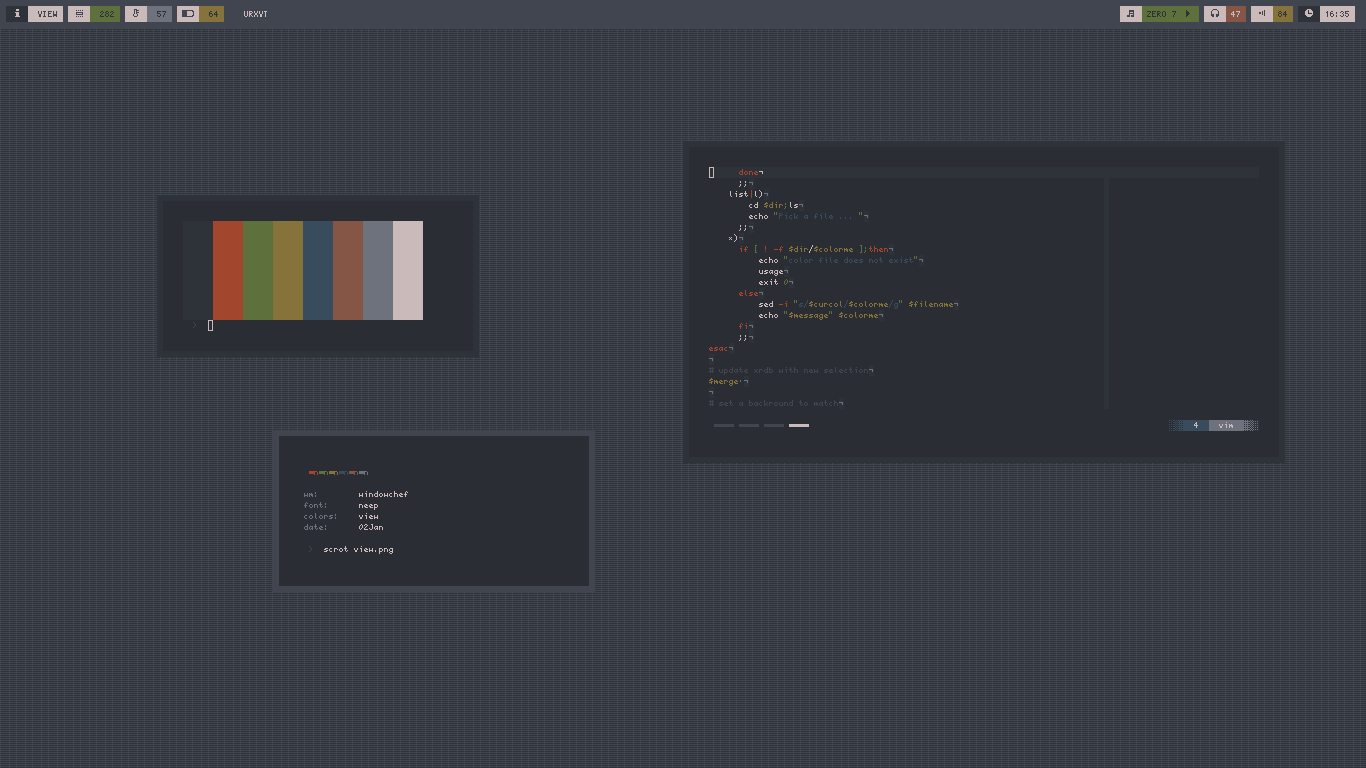 VIEW 282 57 64 URXVT ZERO 7 47 84 16:35
done¬
;;¬
list|l)¬
cd $dir;ls¬
echo "Pick a file ... "¬
;;¬
x)¬
if [ ! -f $dir/$colorme ];then¬
echo "color file does not exist"¬
usage¬
exit 0¬
else¬
sed -i "s/$curcol/$colorme/g" $filename¬
echo "$message" $colorme¬
fi¬
;;¬
esac¬
¬
# update xrdb with new selection¬
$merge¬
¬
# set a backround to match¬
4 vim
wm: windowchef
font: neep
colors: view
date: 02Jan
> scrot view.png